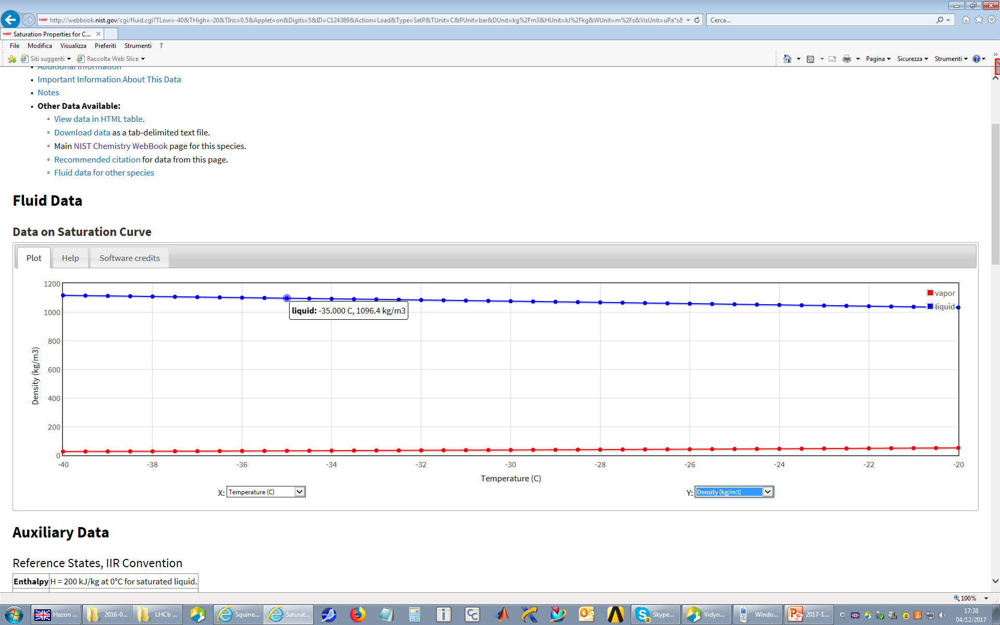 http://webbook.nist.gov/cgi/fluid.cgi?TLow=-40&THigh=-20&TInc=0.5&Applet=on&Digits=5&ID=C124389&Action=Load&Type=SatP&TUnit=C&PUnit=bar&DUnit=kg%2Fm3&HUnit=kJ%2Fkg&WUnit=m%2Fs&VisUnit=uPa*s&
Cerca...
NIST Saturation Properties for C...
File Modifica Visualizza Preferiti Strumenti ?
Siti suggeriti Raccolta Web Slice
Pagina Sicurezza Strumenti
Additional Information
Important Information About This Data
Notes
Other Data Available:
View data in HTML table.
Download data as a tab-delimited text file.
Main NIST Chemistry WebBook page for this species.
Recommended citation for data from this page.
Fluid data for other species
Fluid Data
Data on Saturation Curve
Plot Help Software credits
1200
1000
800
600
400
200
0
Density (kg/m3)
vapor
liquid
liquid: -35.000 C, 1096.4 kg/m3
-40 -38 -36 -34 -32 -30 -28 -26 -24 -22 -20
Temperature (C)
X: Temperature (C)
Y: Density (kg/m3)
Auxiliary Data
Reference States, IIR Convention
Enthalpy H = 200 kJ/kg at 0°C for saturated liquid.
100%
Hazon ... 2016-0... LHCb ... Squirre... Saturat... Skype... Vidyo... Windo... 2017-1...
17:38
04/12/2017